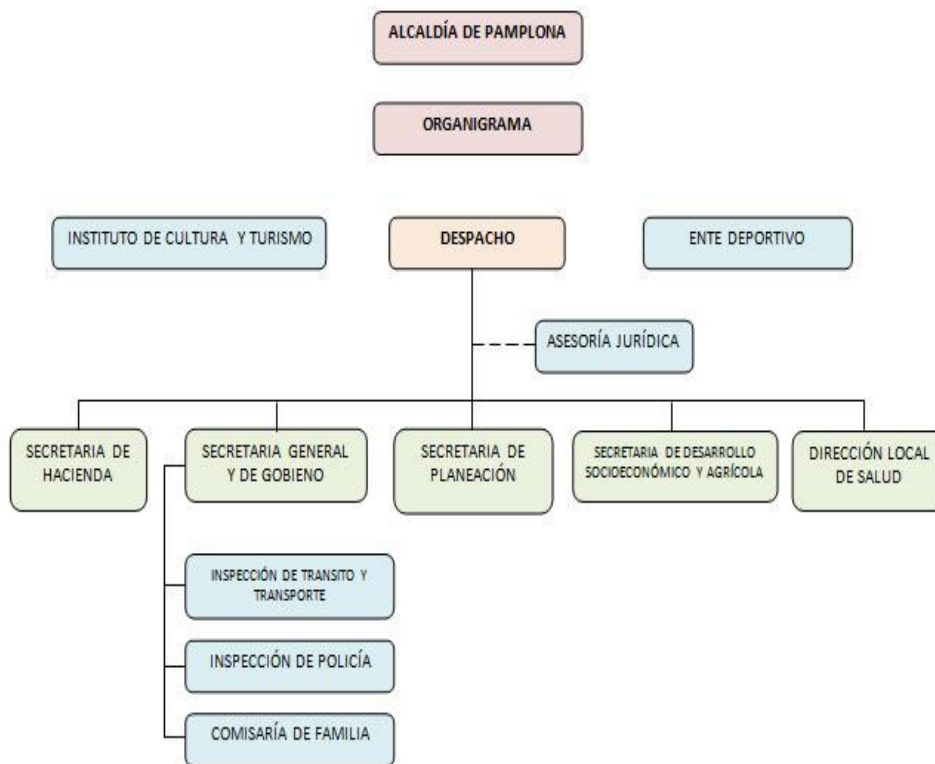 ALCALDÍA DE PAMPLONA
ORGANIGRAMA
INSTITUTO DE CULTURA Y TURISMO
DESPACHO
ENTE DEPORTIVO
ASESORÍA JURÍDICA
SECRETARIA DE
HACIENDA
SECRETARIA GENERAL
Y DE GOBIENO
SECRETARIA DE
PLANEACIÓN
SECRETARIA DE DESARROLLO
SOCIOECONÓMICO Y AGRÍCOLA
DIRECCIÓN LOCAL
DE SALUD
INSPECCIÓN DE TRANSITO Y
TRANSPORTE
INSPECCIÓN DE POLICÍA
COMISARÍA DE FAMILIA